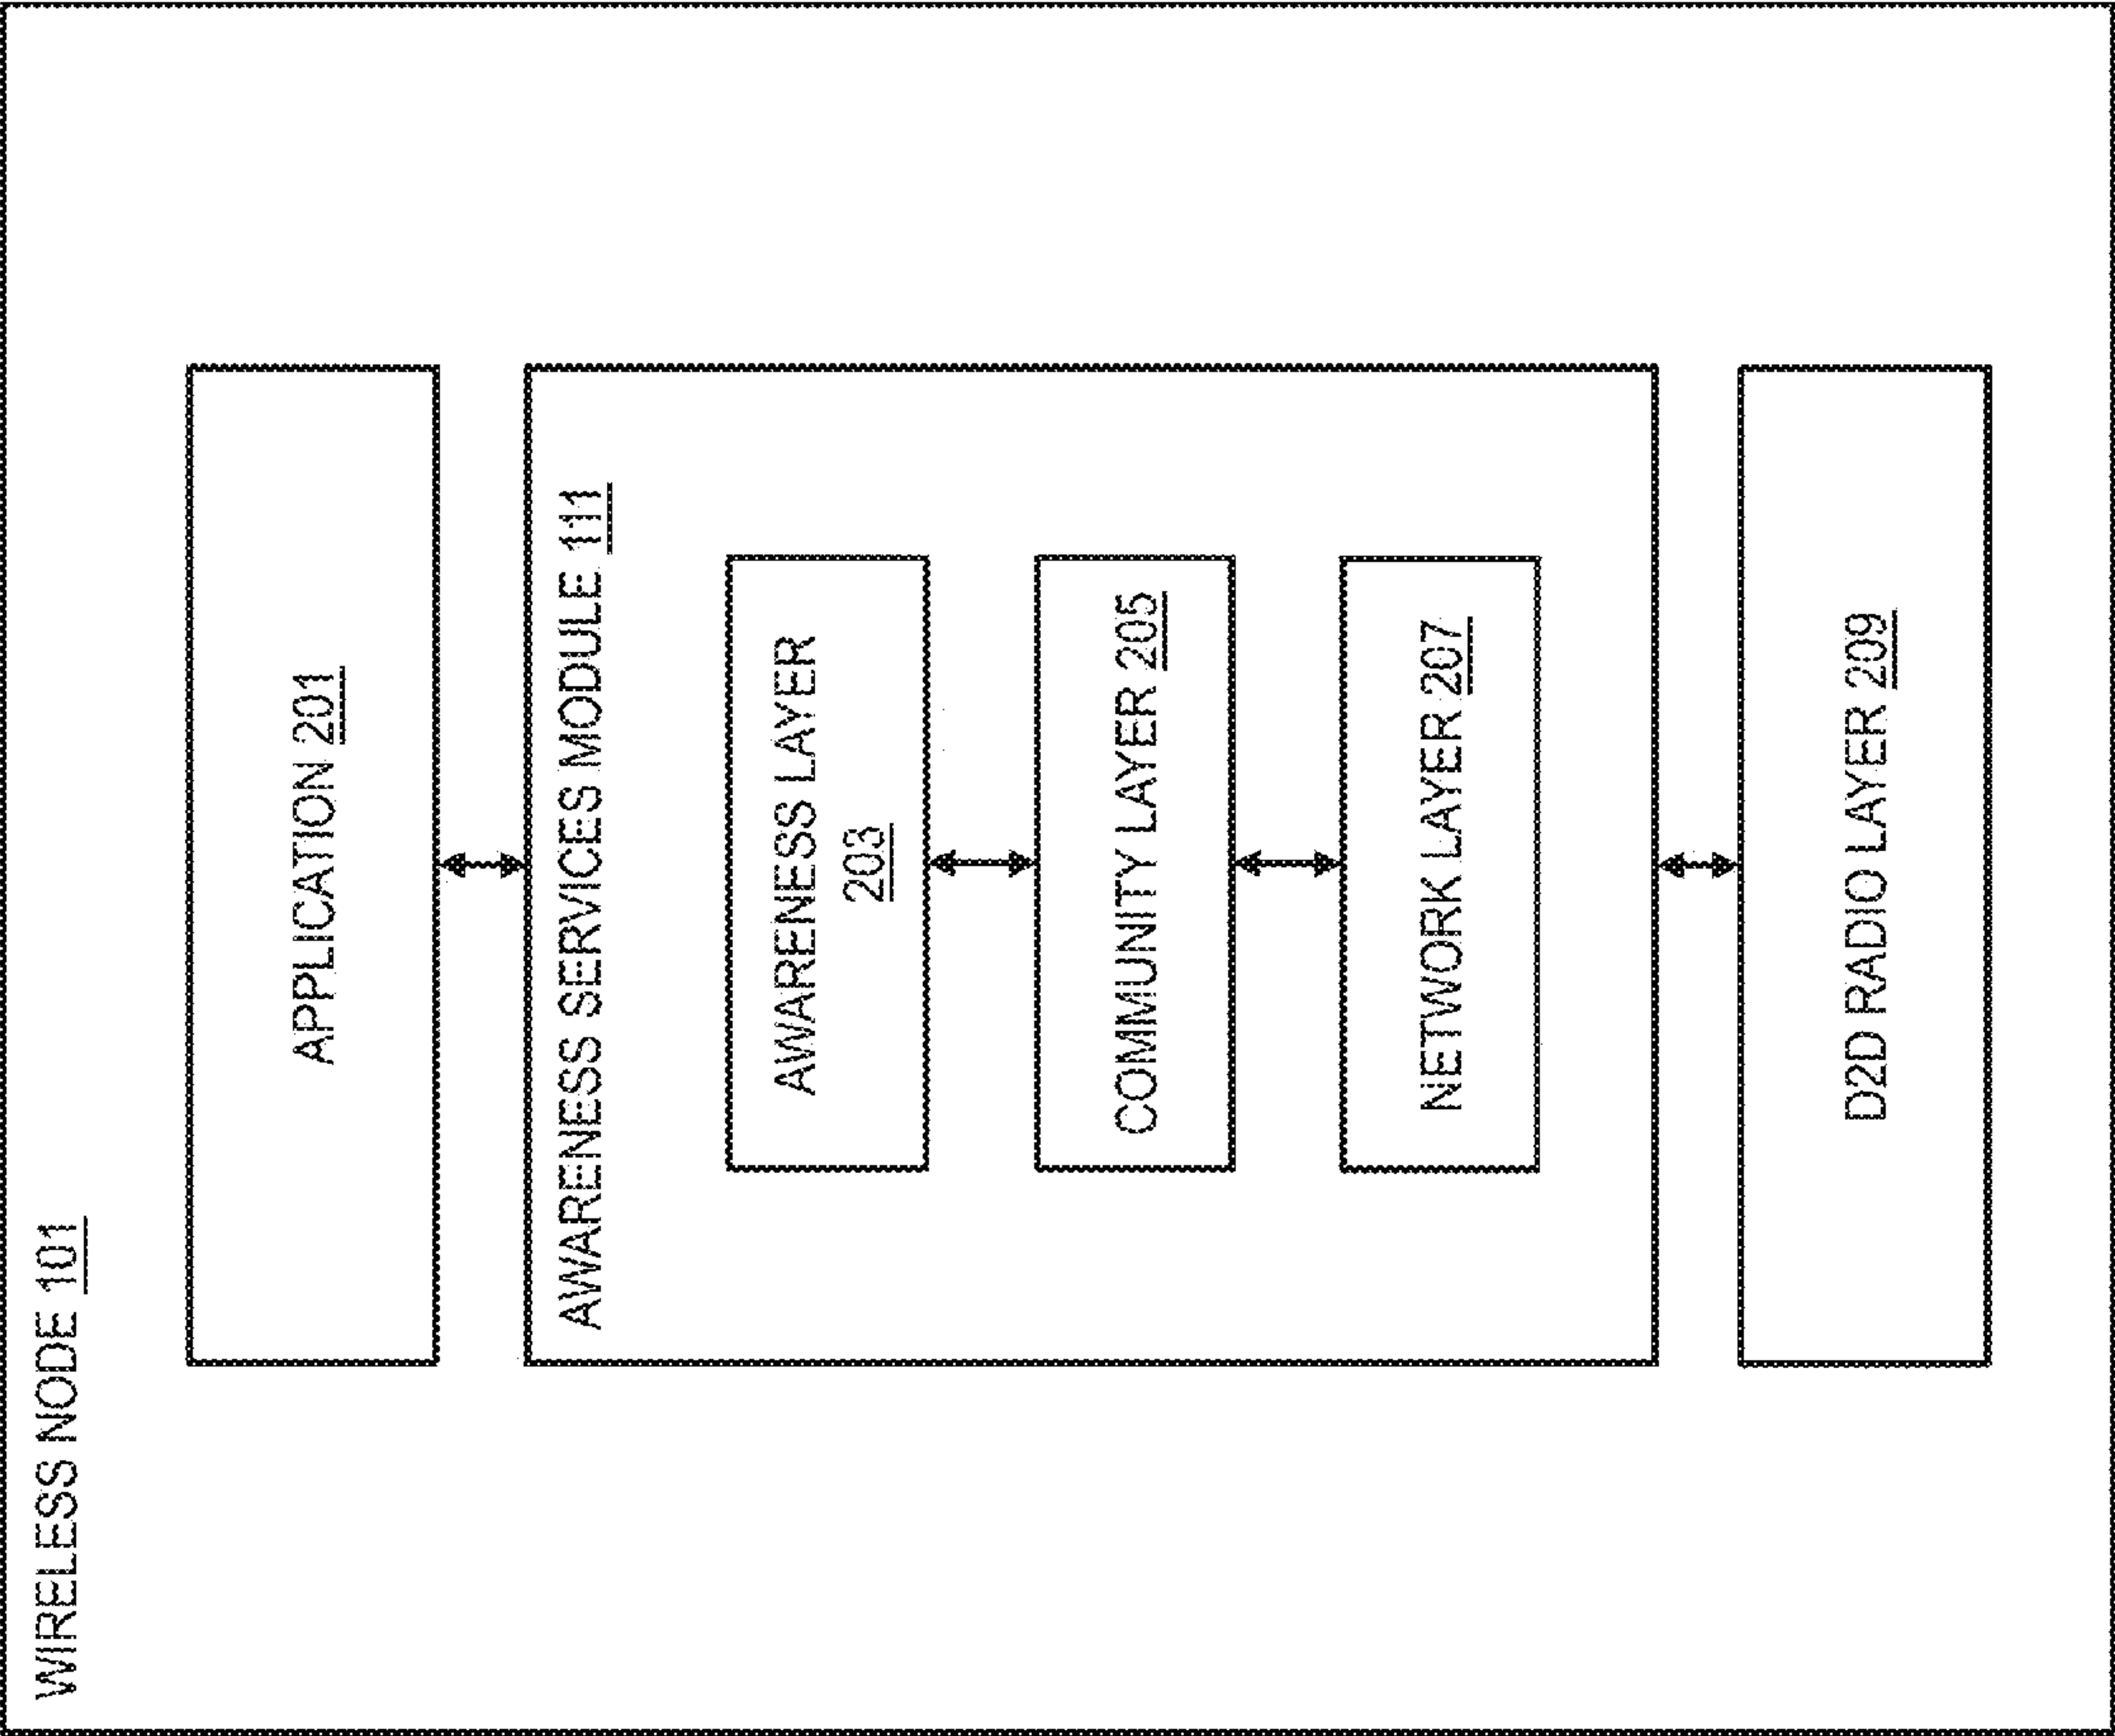 WIRELESS NODE 101
APPLICATION 201
AWARENESS SERVICES MODULE 111
AWARENESS LAYER
203
COMMUNITY LAYER 205
NETWORK LAYER 207
D2D RADIO LAYER 209